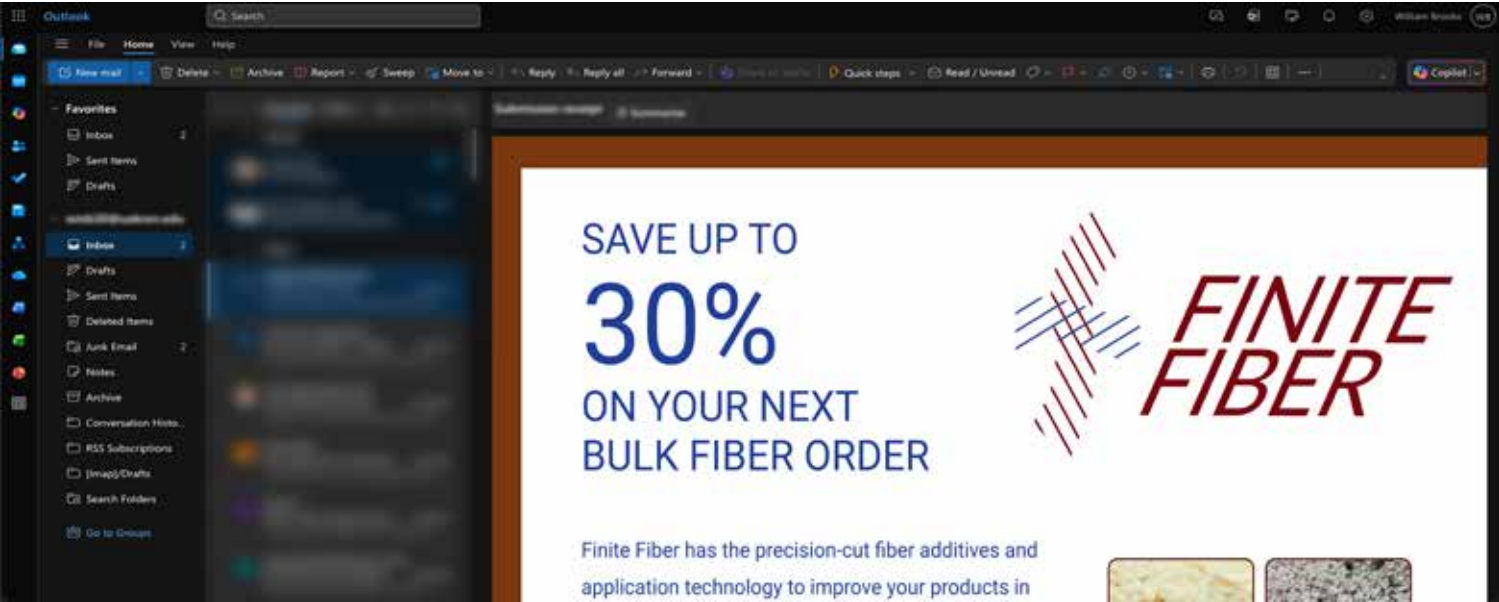 Outlook
Search
William Brooks
WB
File Home View Help
New mail Delete Archive Report Sweep Move to Reply Reply all Forward Quick steps Read / Unread Copilot
Favorites
Inbox 2
Sent Items
Drafts
Inbox 2
Drafts
Sent Items
Deleted Items
Junk Email 2
Notes
Archive
Conversation Histo...
RSS Subscriptions
[Imap]/Drafts
Search Folders
Go to Groups
Summarize
SAVE UP TO
30%
ON YOUR NEXT
BULK FIBER ORDER
FINITE
FIBER
Finite Fiber has the precision-cut fiber additives and
application technology to improve your products in